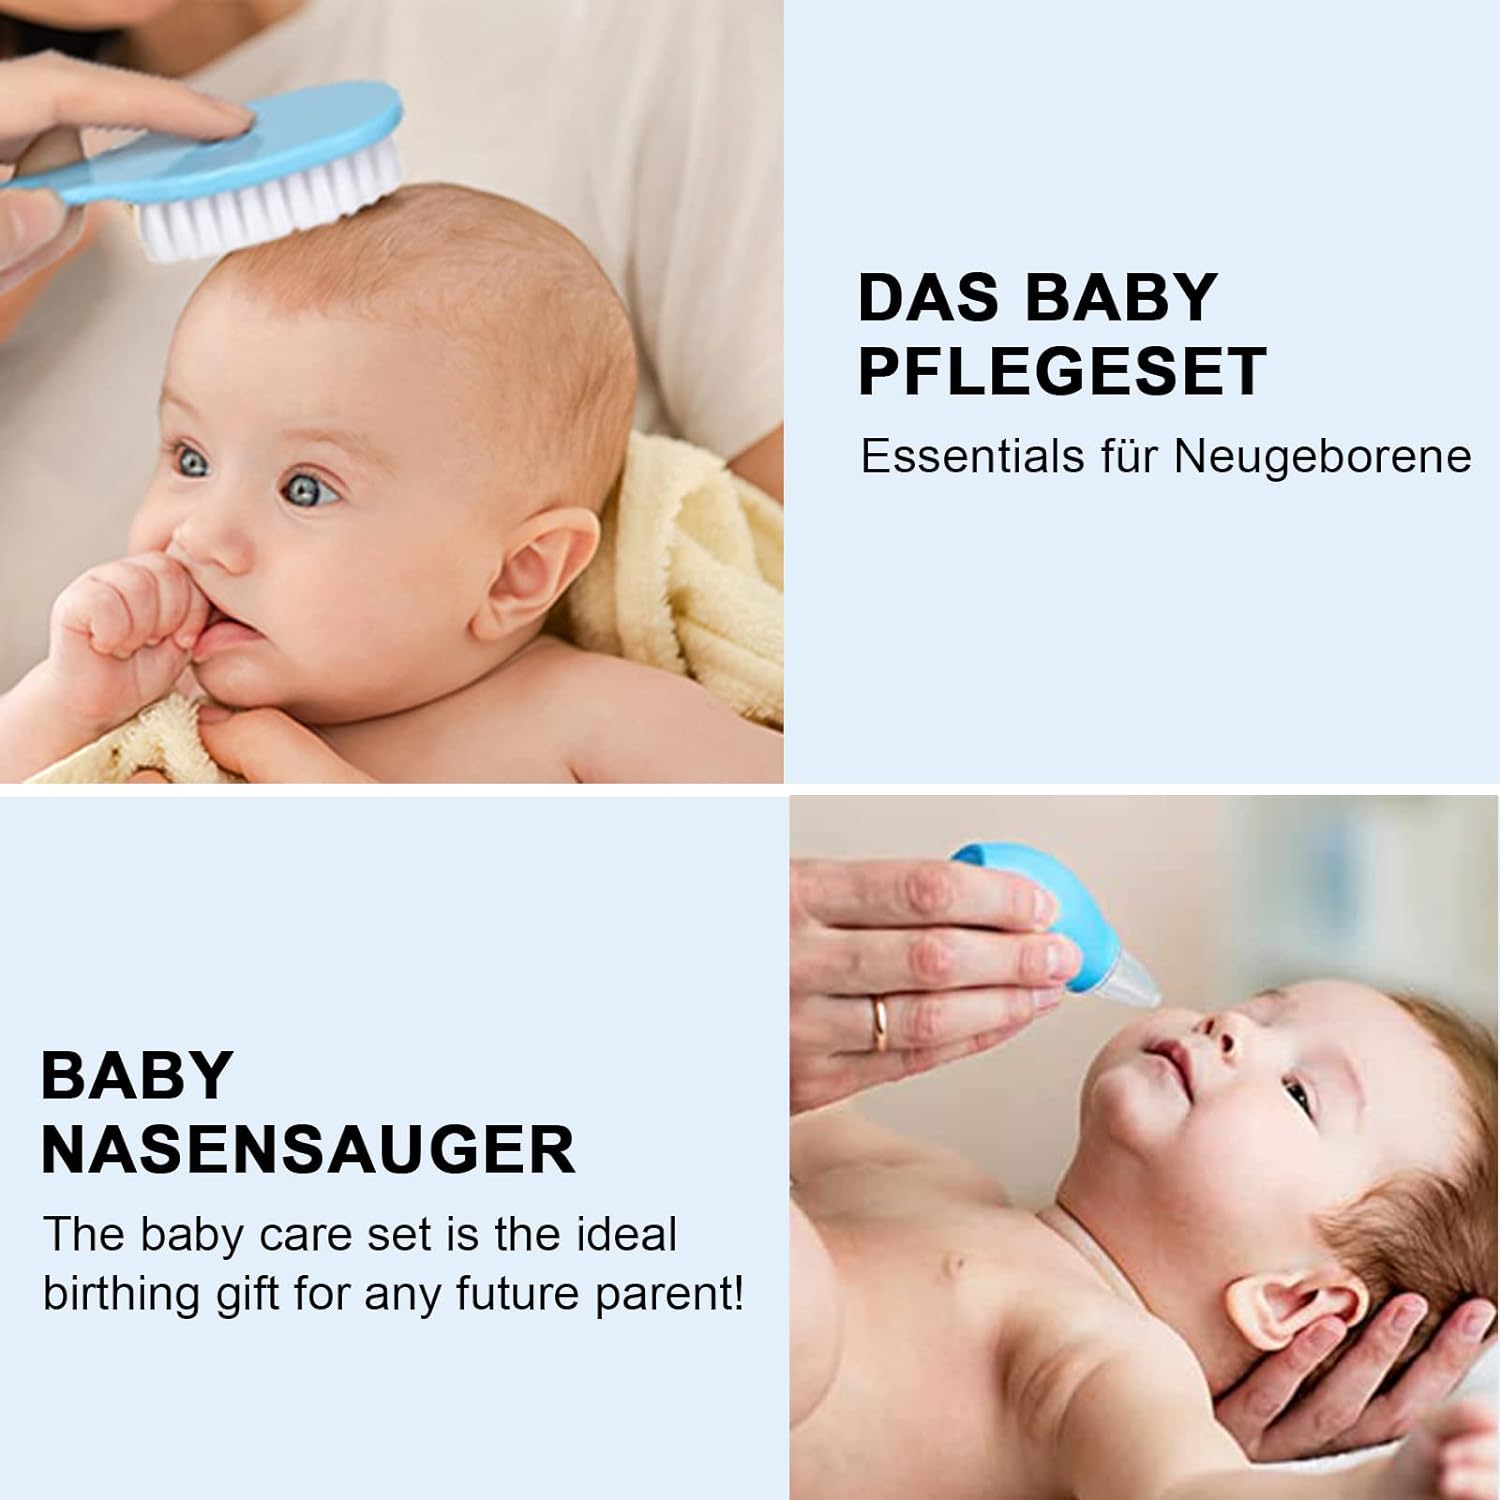 DAS BABY
PFLEGESET
Essentials für Neugeborene
BABY
NASENSAUGER
The baby care set is the ideal
birthing gift for any future parent!